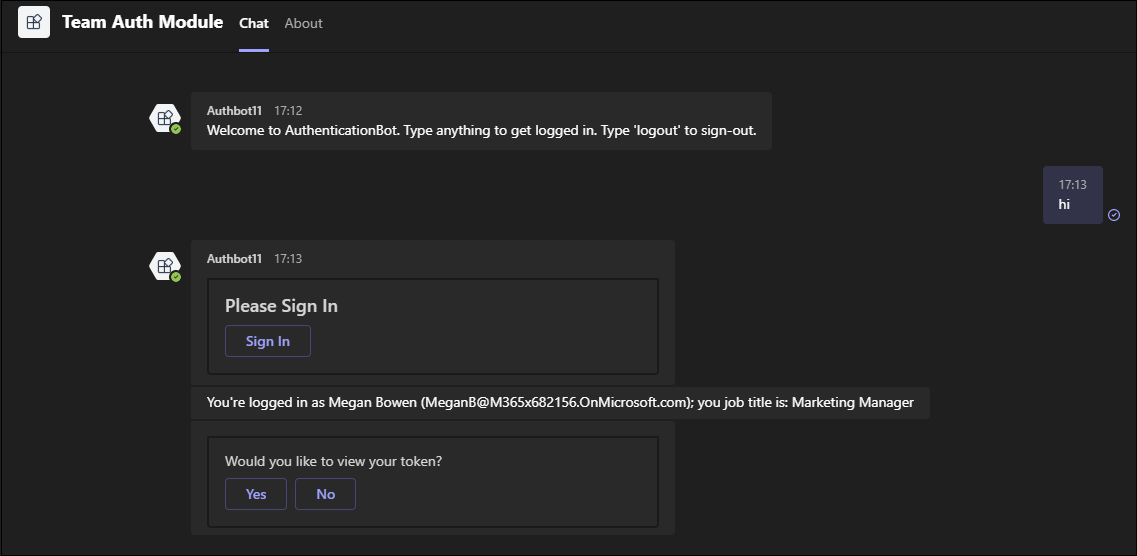 Team Auth Module Chat About
Authbot11 17:12
Welcome to AuthenticationBot. Type anything to get logged in. Type 'logout' to sign-out.
17:13
hi
Authbot11 17:13
Please Sign In
Sign In
You're logged in as Megan Bowen (MeganB@M365x682156.OnMicrosoft.com); you job title is: Marketing Manager
Would you like to view your token?
Yes No